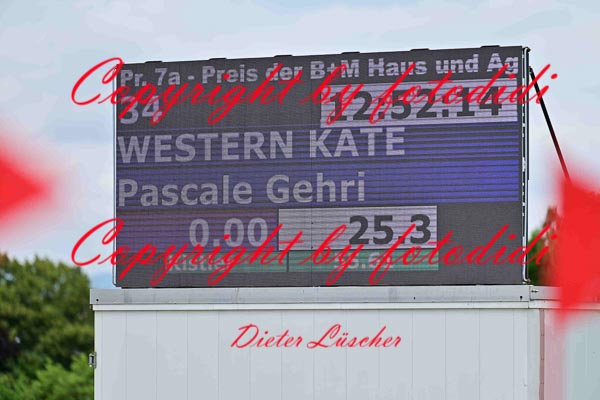 Pr. 7a - Preis der B+M Haus und Ag
Copyright by fotodidi
34 12:52:14
WESTERN KATE
Pascale Gehri
0.00 25.3
Copyright by fotodidi
Dieter Lüscher